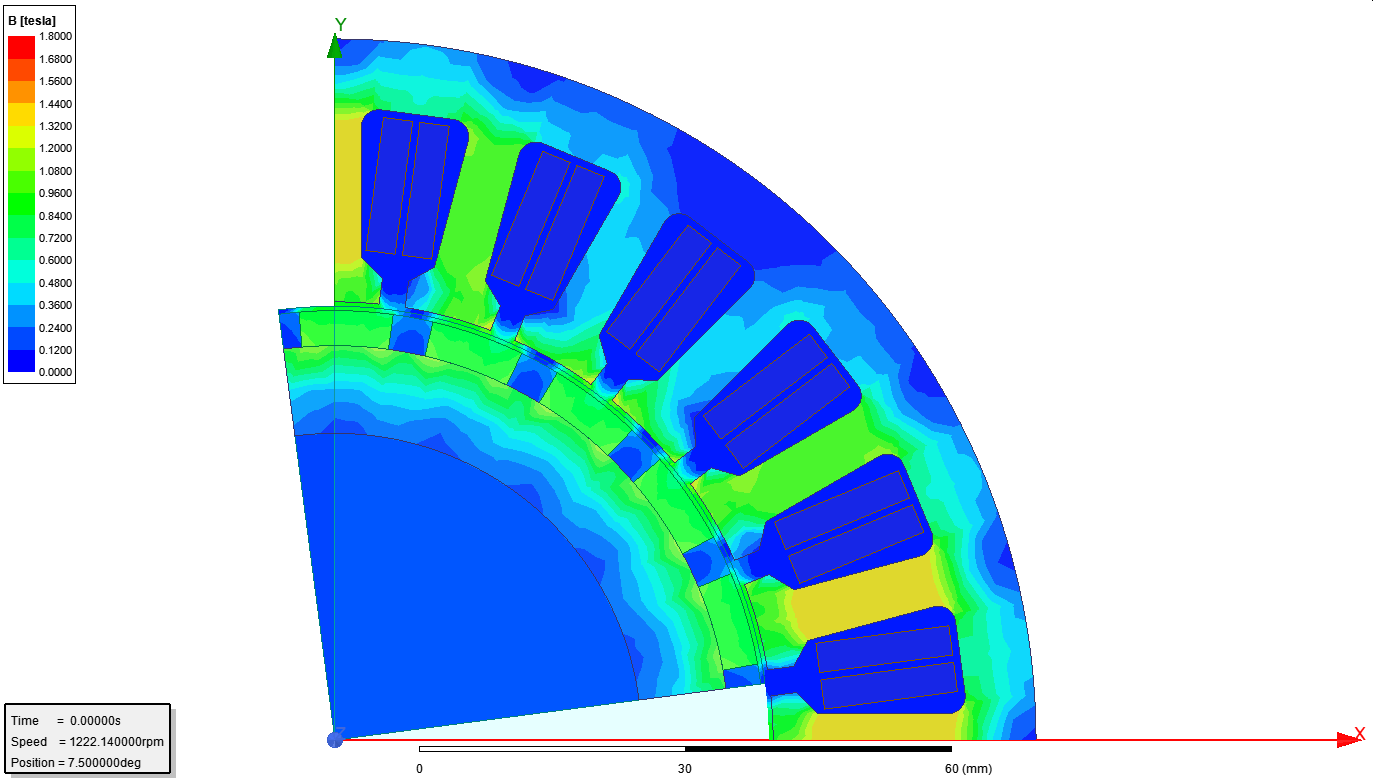 B [tesla]
1.8000
1.6800
1.5600
1.4400
1.3200
1.2000
1.0800
0.9600
0.8400
0.7200
0.6000
0.4800
0.3600
0.2400
0.1200
0.0000
Y
X
Z
Time = 0.00000s
Speed = 1222.140000rpm
Position = 7.500000deg
0 30 60 (mm)